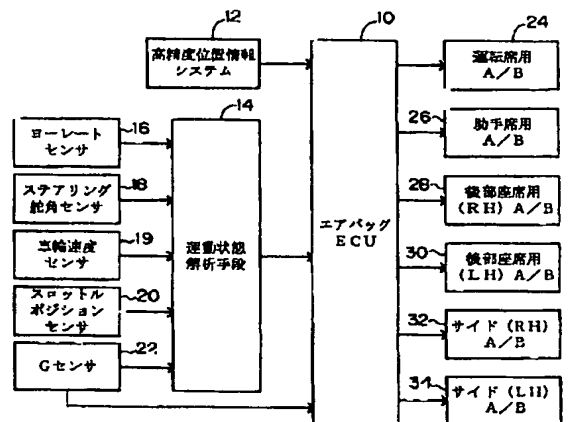 12
高精度位置情報
システム
14
ヨーレート
センサ
16
ステアリング
舵角センサ
18
車輪速度
センサ
19
スロットル
ポジション
センサ
20
Gセンサ
22
運動状態
解析手段
10
エアバッグ
ECU
24
運転席用
A/B
26
助手席用
A/B
28
後部座席用
(RH) A/B
30
後部座席用
(LH) A/B
32
サイド (RH)
A/B
34
サイド (LH)
A/B